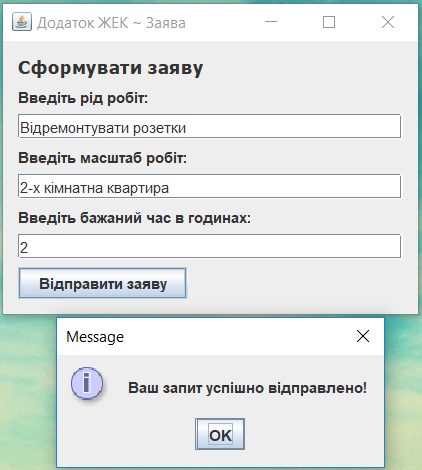 Додаток ЖЕК ~ Заява
Сформувати заяву
Введіть рід робіт:
Відремонтувати розетки
Введіть масштаб робіт:
2-х кімнатна квартира
Введіть бажаний час в годинах:
2
Відправити заяву
Message
Ваш запит успішно відправлено!
OK